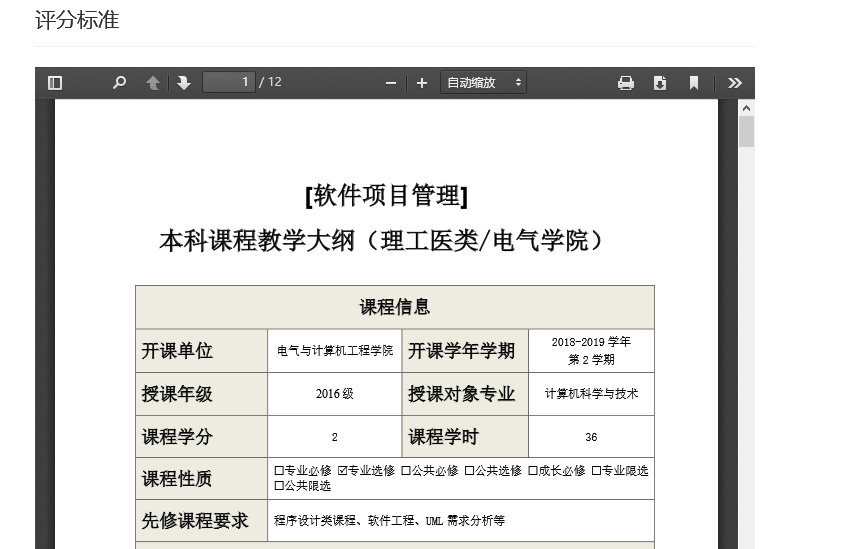 评分标准
1 / 12
自动缩放
[软件项目管理]
本科课程教学大纲（理工医类/电气学院）
课程信息
开课单位 电气与计算机工程学院 开课学年学期 2018-2019 学年
第 2 学期
授课年级 2016 级 授课对象专业 计算机科学与技术
课程学分 2 课程学时 36
课程性质 ☐专业必修 ☑专业选修 ☐公共必修 ☐公共选修 ☐成长必修 ☐专业限选
☐公共限选
先修课程要求 程序设计类课程、软件工程、UML 需求分析等